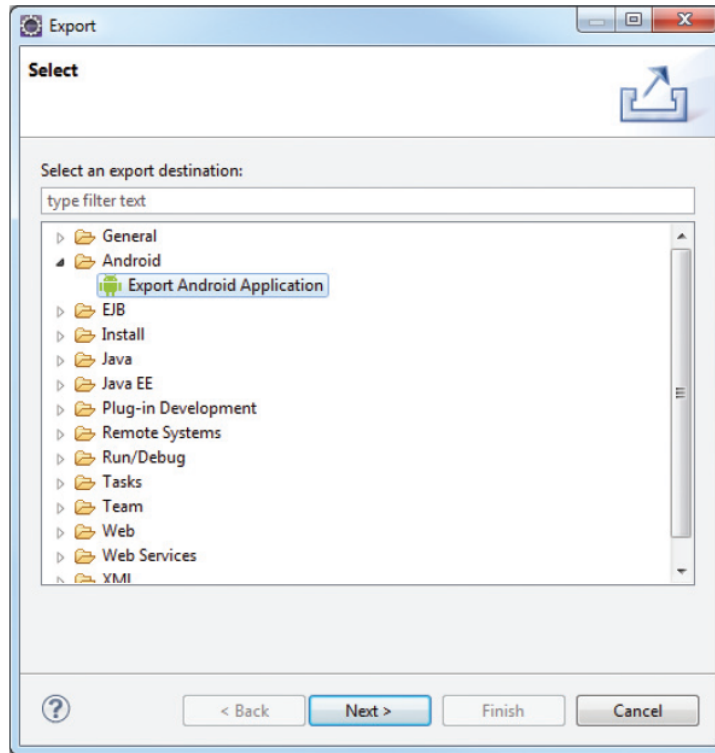 Export
Select
Select an export destination:
type filter text
General
Android
Export Android Application
EJB
Install
Java
Java EE
Plug-in Development
Remote Systems
Run/Debug
Tasks
Team
Web
Web Services
XML
< Back Next > Finish Cancel